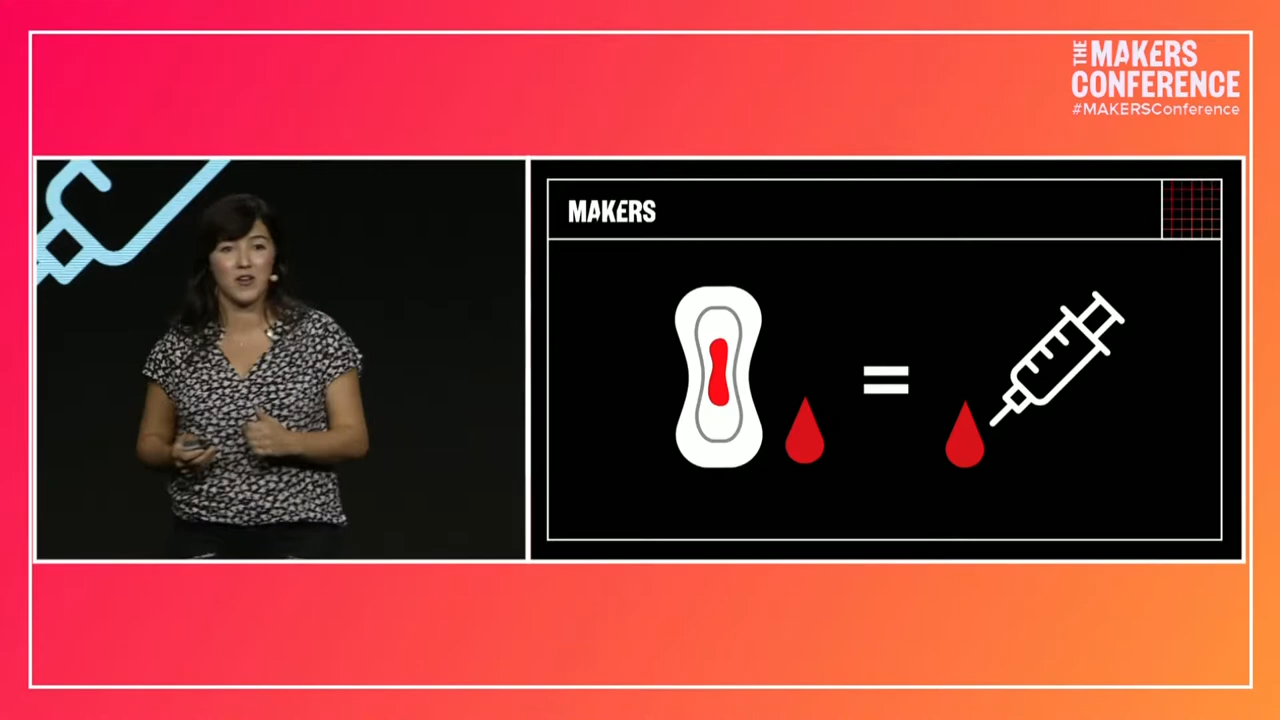 THE MAKERS
CONFERENCE
#MAKERSConference
MAKERS
=